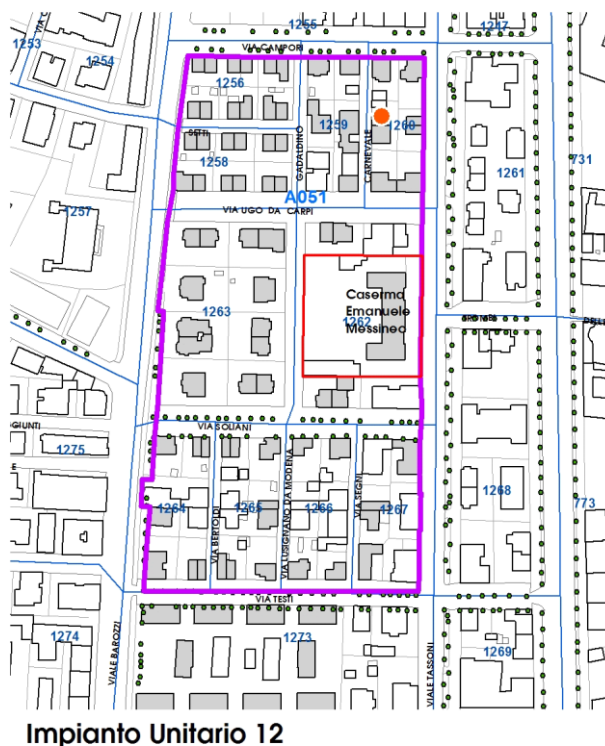 1255
1247
1253
1254
VIA CAMPORI
1256
SETTI
1258
GADALDINO
1259
CARNEVALE
1260
1261
731
A051
VIA UGO DA CARPI
1257
1263
Caserma
Emanuele
Messineo
1262
VIA SOLIANI
1275
1264
VIA BERTOLDI
1265
VIA LUSIGNANO DA MODENA
1266
VIA SEGNI
1267
1268
773
VIA TESTI
1274
VIALE BAROZZI
1273
VIALE TASSONI
1269
Impianto Unitario 12